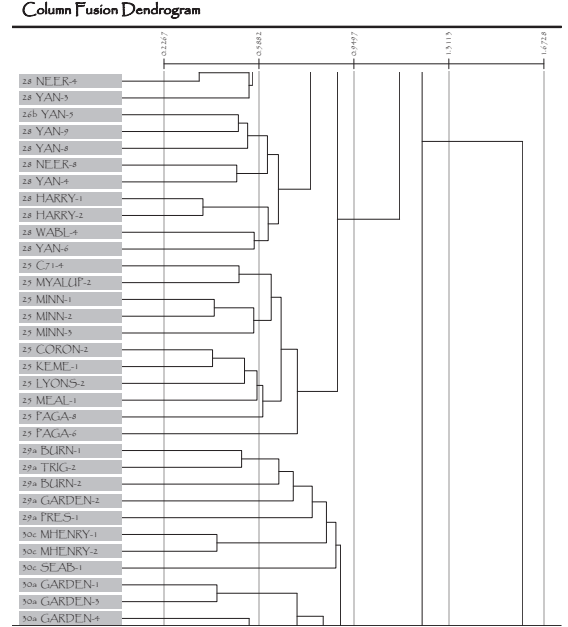 Column Fusion Dendrogram
0.2267
0.5882
0.9497
1.3113
1.6728
28 NEER-4
28 YAN-3
26b YAN-5
28 YAN-9
28 YAN-8
28 NEER-8
28 YAN-4
28 HARRY-1
28 HARRY-2
28 WABL-4
28 YAN-6
25 C71-4
25 MYALUP-2
25 MINN-1
25 MINN-2
25 MINN-3
25 CORON-2
25 KEME-1
25 LYONS-2
25 MEAL-1
25 PAGA-8
25 PAGA-6
29a BURN-1
29a TRIG-2
29a BURN-2
29a GARDEN-2
29a PRES-1
30c MHENRY-1
30c MHENRY-2
30c SEAB-1
30a GARDEN-1
30a GARDEN-3
30a GARDEN-4